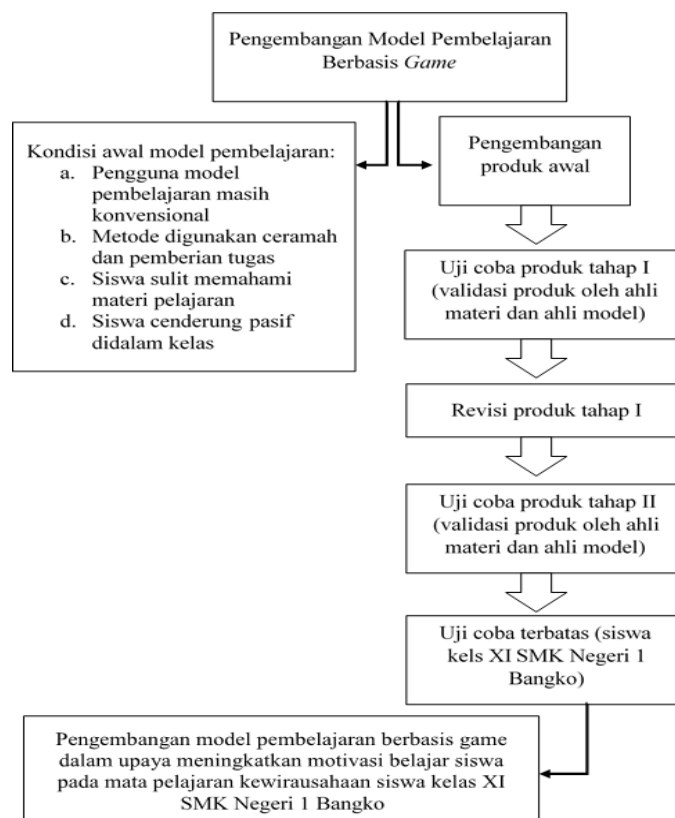 Pengembangan Model Pembelajaran
Berbasis Game
Kondisi awal model pembelajaran:
a. Pengguna model
pembelajaran masih
konvensional
b. Metode digunakan ceramah
dan pemberian tugas
c. Siswa sulit memahami
materi pelajaran
d. Siswa cenderung pasif
didalam kelas
Pengembangan
produk awal
Uji coba produk tahap I
(validasi produk oleh ahli
materi dan ahli model)
Revisi produk tahap I
Uji coba produk tahap II
(validasi produk oleh ahli
materi dan ahli model)
Uji coba terbatas (siswa
kels XI SMK Negeri 1
Bangko)
Pengembangan model pembelajaran berbasis game
dalam upaya meningkatkan motivasi belajar siswa
pada mata pelajaran kewirausahaan siswa kelas XI
SMK Negeri 1 Bangko